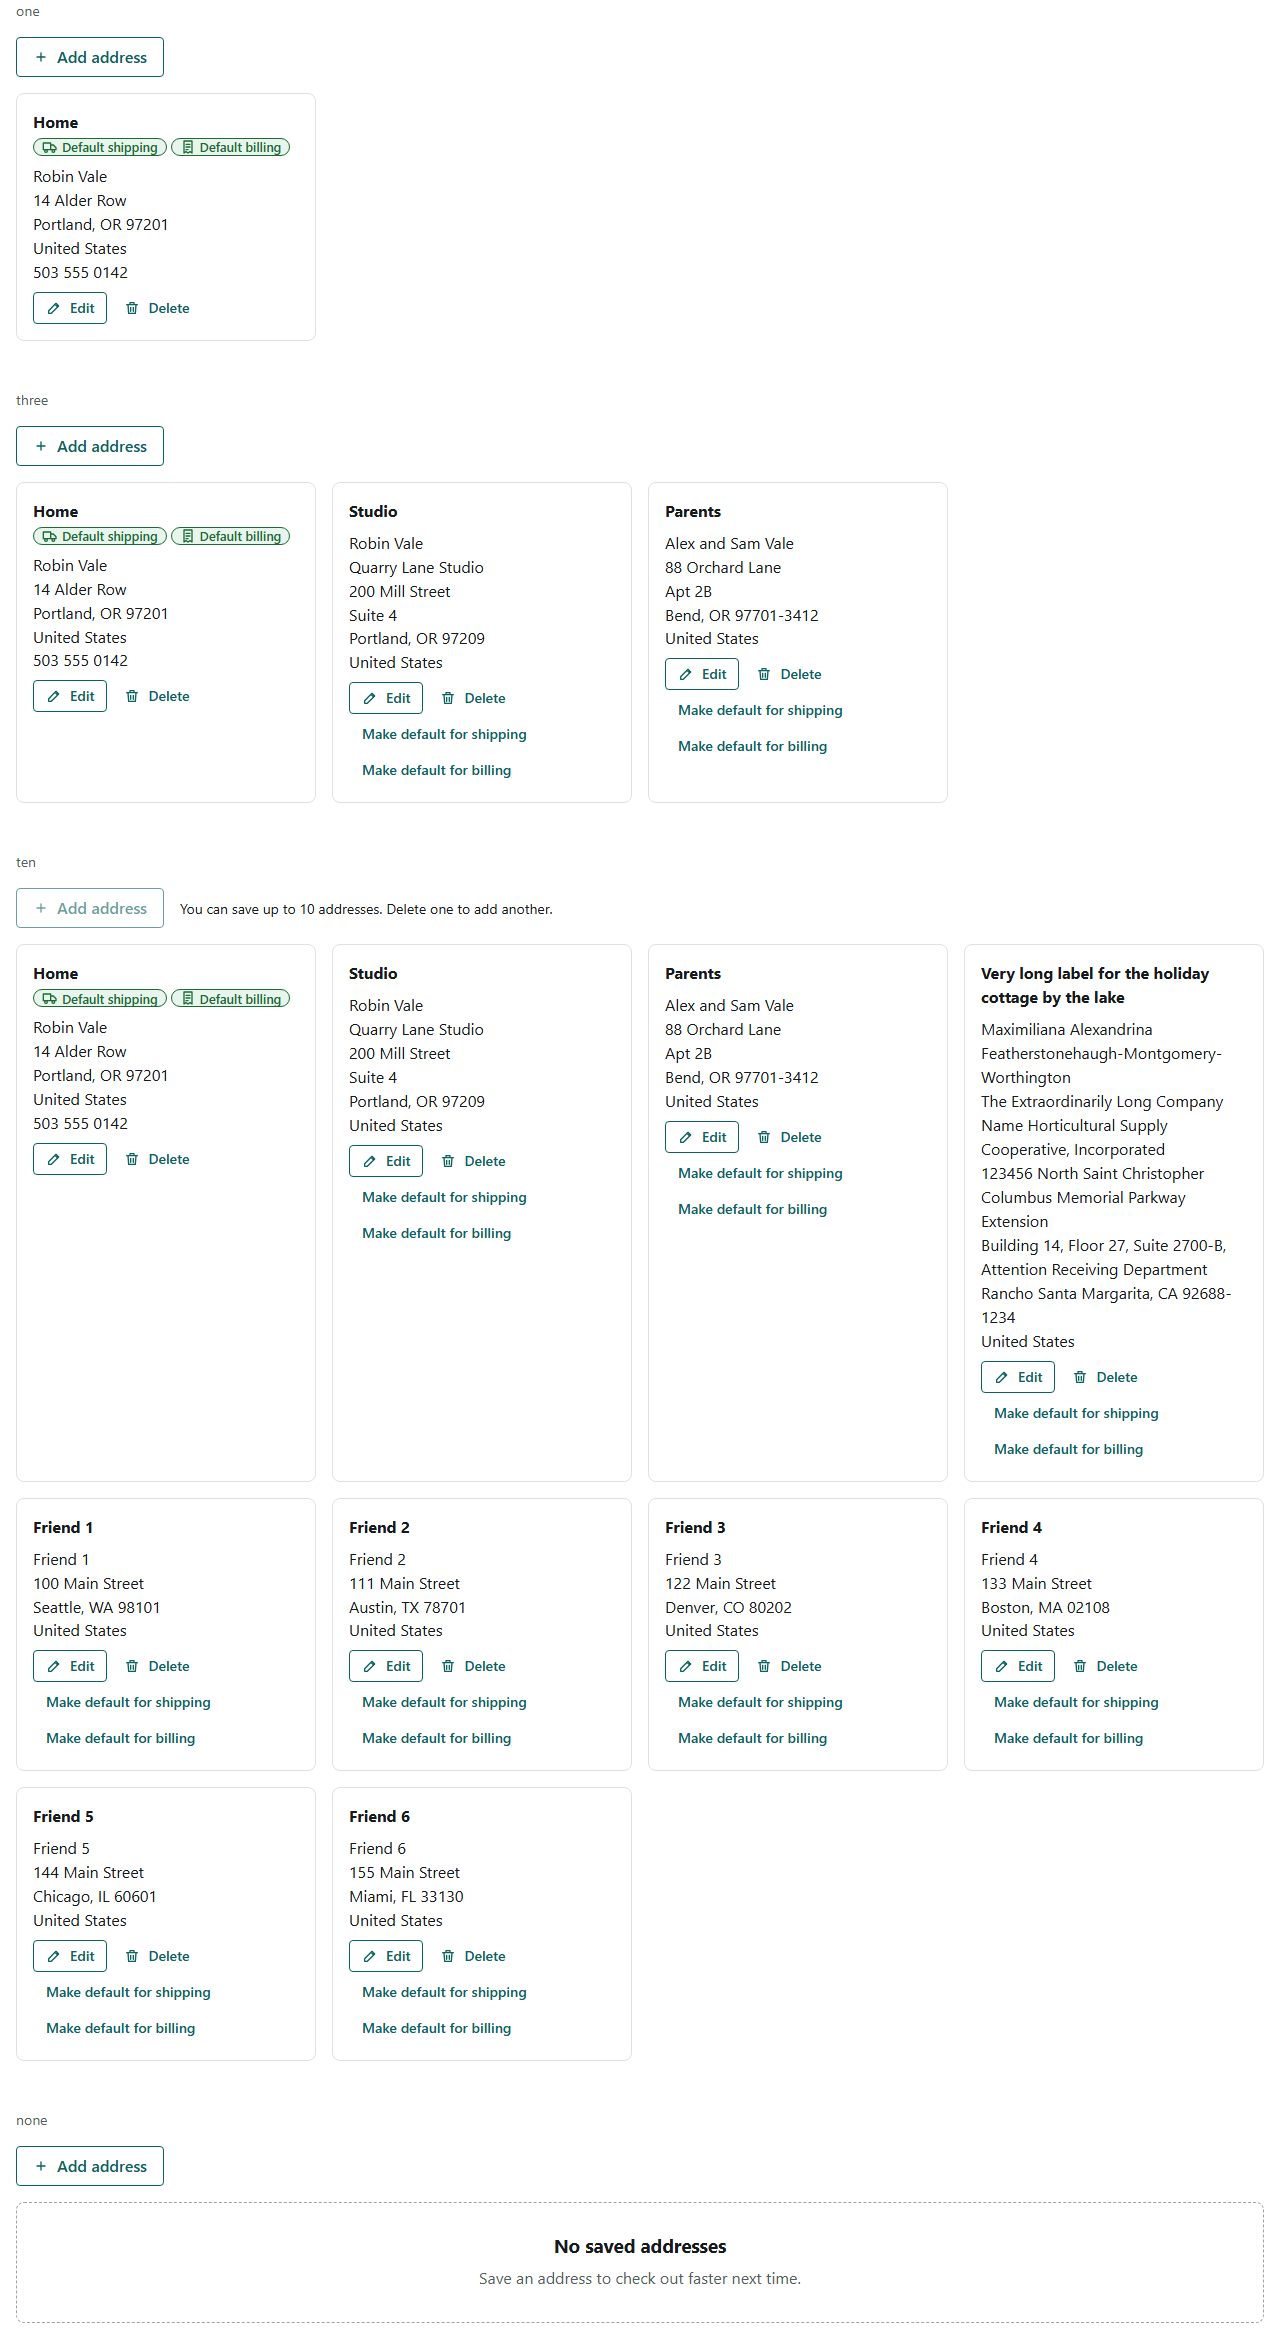 one
+ Add address
Home
Default shipping Default billing
Robin Vale
14 Alder Row
Portland, OR 97201
United States
503 555 0142
Edit Delete
three
+ Add address
Home
Default shipping Default billing
Robin Vale
14 Alder Row
Portland, OR 97201
United States
503 555 0142
Edit Delete
Studio
Robin Vale
Quarry Lane Studio
200 Mill Street
Suite 4
Portland, OR 97209
United States
Edit Delete
Make default for shipping
Make default for billing
Parents
Alex and Sam Vale
88 Orchard Lane
Apt 2B
Bend, OR 97701-3412
United States
Edit Delete
Make default for shipping
Make default for billing
ten
+ Add address You can save up to 10 addresses. Delete one to add another.
Home
Default shipping Default billing
Robin Vale
14 Alder Row
Portland, OR 97201
United States
503 555 0142
Edit Delete
Studio
Robin Vale
Quarry Lane Studio
200 Mill Street
Suite 4
Portland, OR 97209
United States
Edit Delete
Make default for shipping
Make default for billing
Parents
Alex and Sam Vale
88 Orchard Lane
Apt 2B
Bend, OR 97701-3412
United States
Edit Delete
Make default for shipping
Make default for billing
Very long label for the holiday
cottage by the lake
Maximiliana Alexandrina
Featherstonehaugh-Montgomery-
Worthington
The Extraordinarily Long Company
Name Horticultural Supply
Cooperative, Incorporated
123456 North Saint Christopher
Columbus Memorial Parkway
Extension
Building 14, Floor 27, Suite 2700-B,
Attention Receiving Department
Rancho Santa Margarita, CA 92688-
1234
United States
Edit Delete
Make default for shipping
Make default for billing
Friend 1
Friend 1
100 Main Street
Seattle, WA 98101
United States
Edit Delete
Make default for shipping
Make default for billing
Friend 2
Friend 2
111 Main Street
Austin, TX 78701
United States
Edit Delete
Make default for shipping
Make default for billing
Friend 3
Friend 3
122 Main Street
Denver, CO 80202
United States
Edit Delete
Make default for shipping
Make default for billing
Friend 4
Friend 4
133 Main Street
Boston, MA 02108
United States
Edit Delete
Make default for shipping
Make default for billing
Friend 5
Friend 5
144 Main Street
Chicago, IL 60601
United States
Edit Delete
Make default for shipping
Make default for billing
Friend 6
Friend 6
155 Main Street
Miami, FL 33130
United States
Edit Delete
Make default for shipping
Make default for billing
none
+ Add address
No saved addresses
Save an address to check out faster next time.